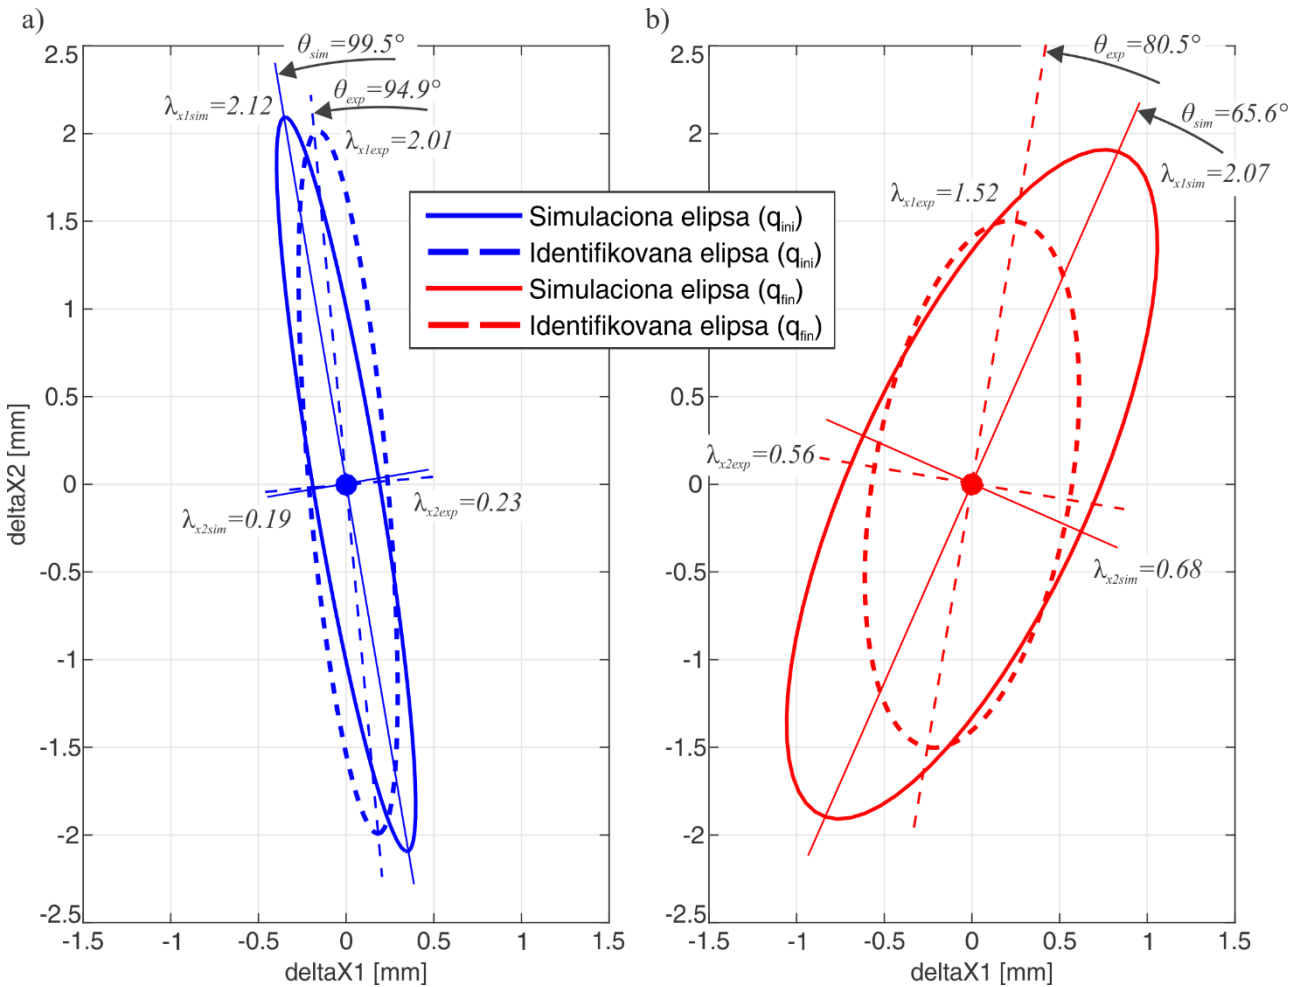 a)
θsim=99.5°
θexp=94.9°
λx1sim=2.12
λx1exp=2.01
λx2sim=0.19
λx2exp=0.23
2.5
2
1.5
1
0.5
0
-0.5
-1
-1.5
-2
-2.5
deltaX2 [mm]
-1.5
-1
-0.5
0
0.5
1
1.5
deltaX1 [mm]
Simulaciona elipsa (qini)
Identifikovana elipsa (qini)
Simulaciona elipsa (qfin)
Identifikovana elipsa (qfin)
b)
θexp=80.5°
θsim=65.6°
λx1sim=2.07
λx1exp=1.52
λx2exp=0.56
λx2sim=0.68
2.5
2
0
-0.5
-1
-1.5
-2
-2.5
-1.5
-1
-0.5
0
0.5
1
1.5
deltaX1 [mm]